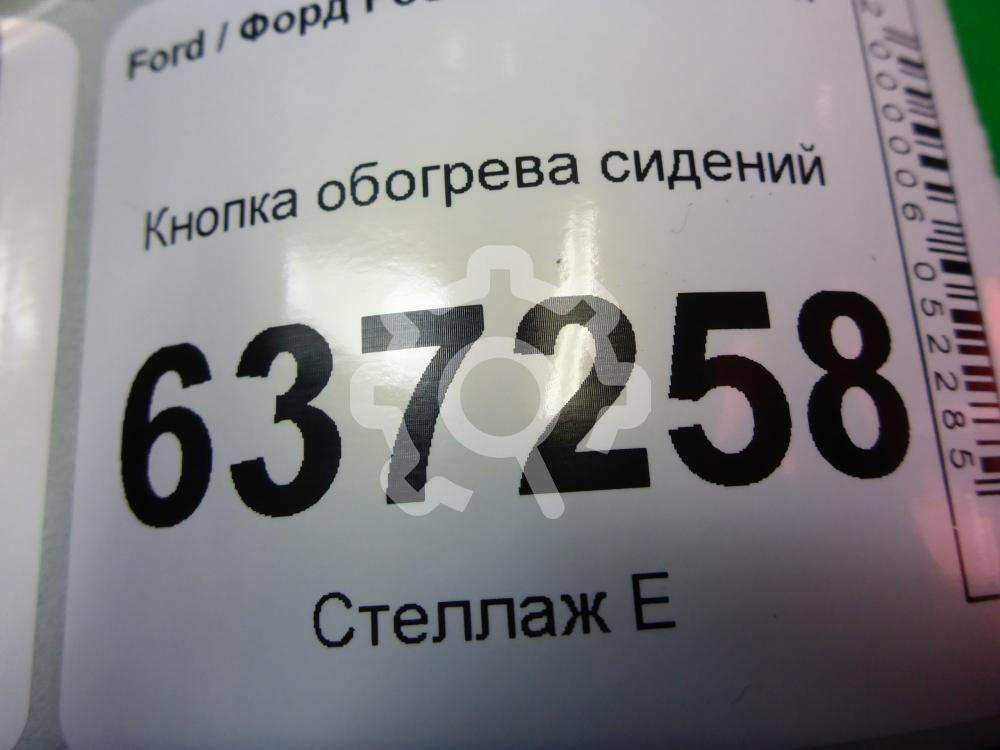 Ford / Форд
Кнопка обогрева сидений
637258
Стеллаж E
2000006052285